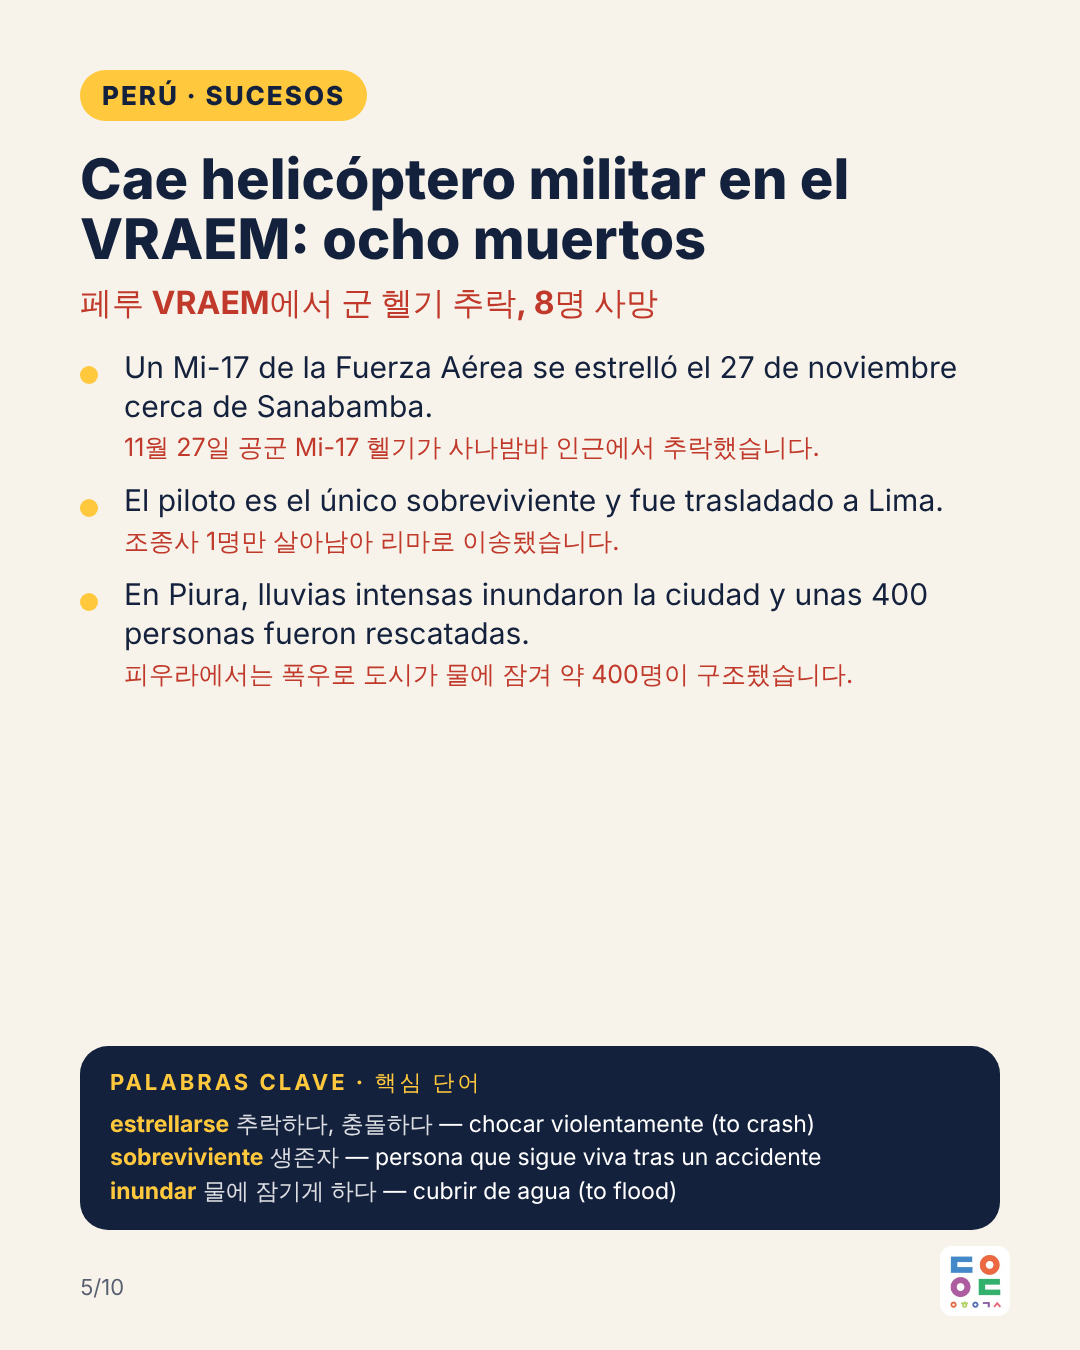 PERÚ · SUCESOS
Cae helicóptero militar en el
VRAEM: ocho muertos
페루 VRAEM에서 군 헬기 추락, 8명 사망
Un Mi-17 de la Fuerza Aérea se estrelló el 27 de noviembre
cerca de Sanabamba.
11월 27일 공군 Mi-17 헬기가 사나밤바 인근에서 추락했습니다.
El piloto es el único sobreviviente y fue trasladado a Lima.
조종사 1명만 살아남아 리마로 이송됐습니다.
En Piura, lluvias intensas inundaron la ciudad y unas 400
personas fueron rescatadas.
피우라에서는 폭우로 도시가 물에 잠겨 약 400명이 구조됐습니다.
PALABRAS CLAVE · 핵심 단어
estrellarse 추락하다, 충돌하다 — chocar violentamente (to crash)
sobreviviente 생존자 — persona que sigue viva tras un accidente
inundar 물에 잠기게 하다 — cubrir de agua (to flood)
5/10